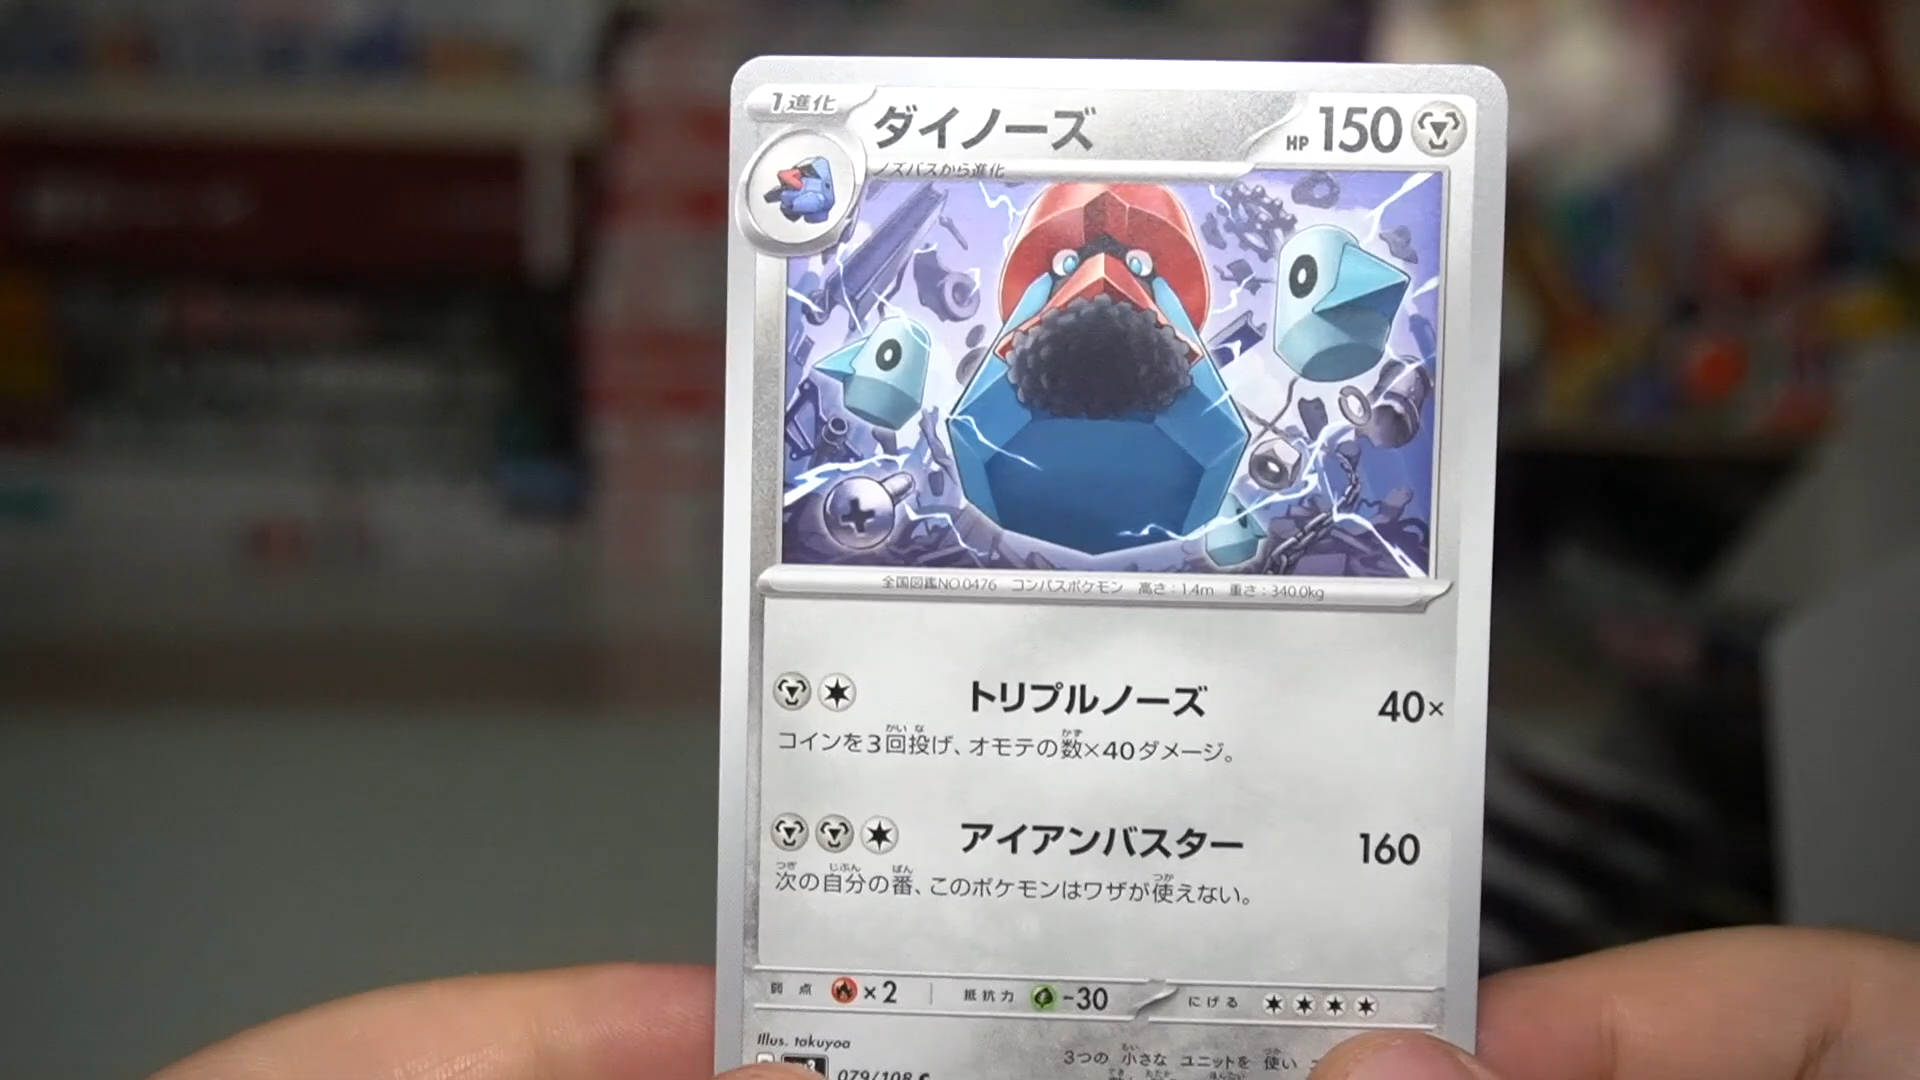 1進化
ダイノーズ
HP 150
ノズパスから進化
全国図鑑NO.0476 コンパスポケモン 高さ:1.4m 重さ:340.0kg
トリプルノーズ 40×
コインを3回投げ、オモテの数×40ダメージ。
アイアンバスター 160
次の自分の番、このポケモンはワザが使えない。
弱点 ×2 抵抗力 -30 にげる
Illus. takuyoa
3つの 小さな ユニットを 使い
079/108 C